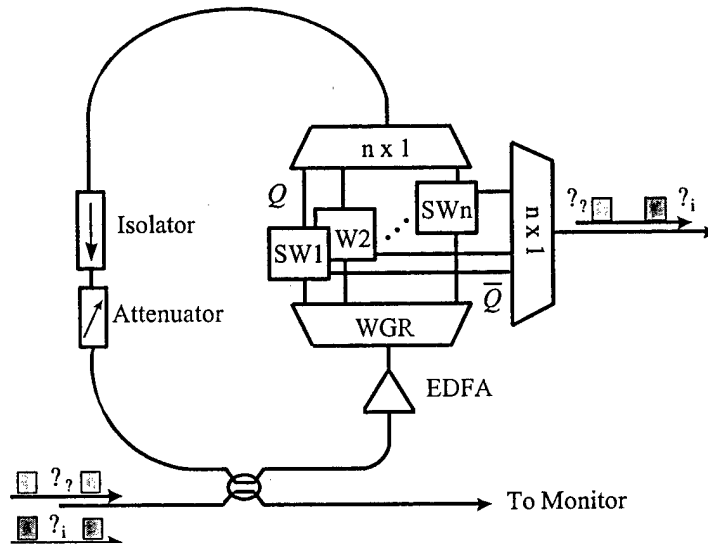 n x 1
Q
SWn
W2
SW1
n x 1
?? ?i
Isolator
Attenuator
Q̅
WGR
EDFA
??
To Monitor
?i